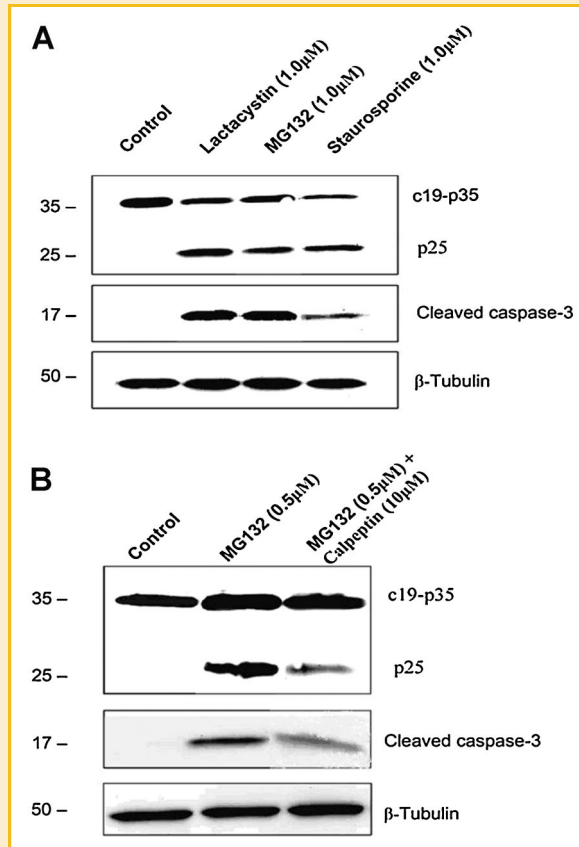 A
Control
Lactacystin (1.0μM)
MG132 (1.0μM)
Staurosporine (1.0μM)
35 –
c19-p35
25 –
p25
17 –
Cleaved caspase-3
50 –
β-Tubulin
B
Control
MG132 (0.5μM)
MG132 (0.5μM) +
Calpeptin (10μM)
35 –
c19-p35
25 –
p25
17 –
Cleaved caspase-3
50 –
β-Tubulin